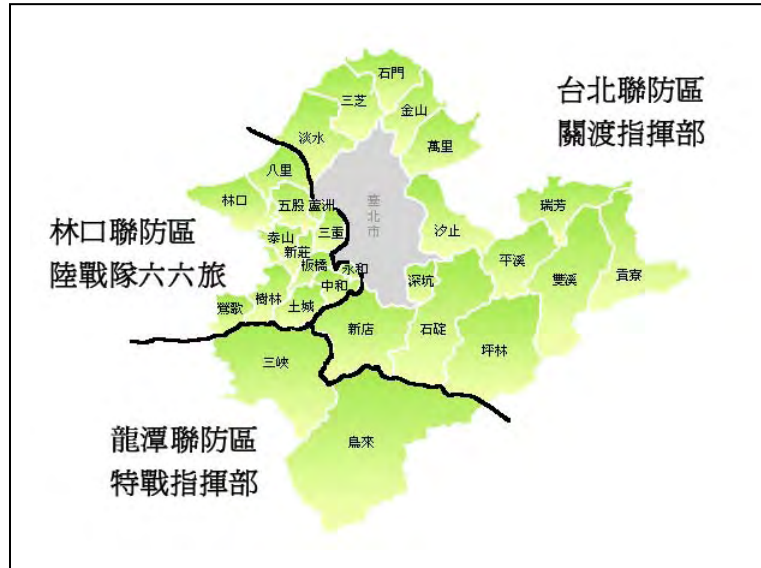 石門
三芝
金山
台北聯防區
關渡指揮部
淡水
萬里
八里
林口
五股
蘆洲
臺北市
瑞芳
汐止
三重
泰山
新莊
林口聯防區
陸戰隊六六旅
板橋
永和
平溪
雙溪
貢寮
中和
深坑
樹林
鶯歌
土城
新店
石碇
坪林
三峽
烏來
龍潭聯防區
特戰指揮部